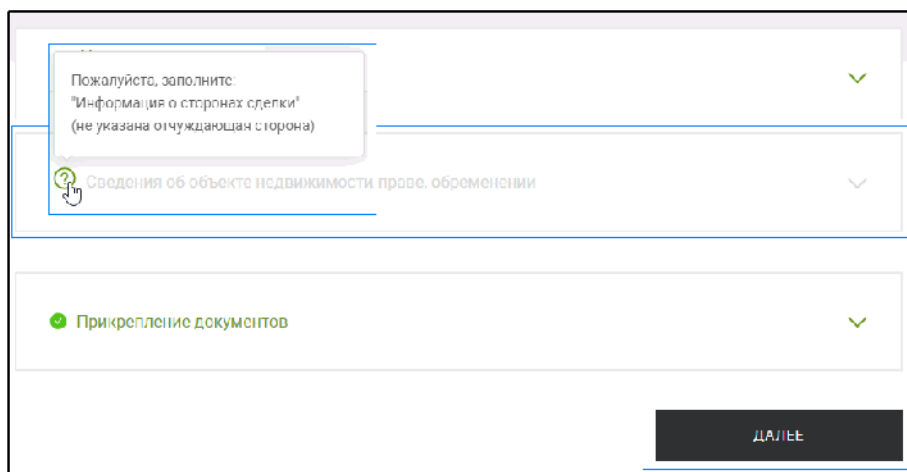 Пожалуйста, заполните:
"Информация о сторонах сделки"
(не указана отчуждающая сторона)
Сведения об объекте недвижимости праве, обременении
Прикрепление документов
ДАЛЕЕ